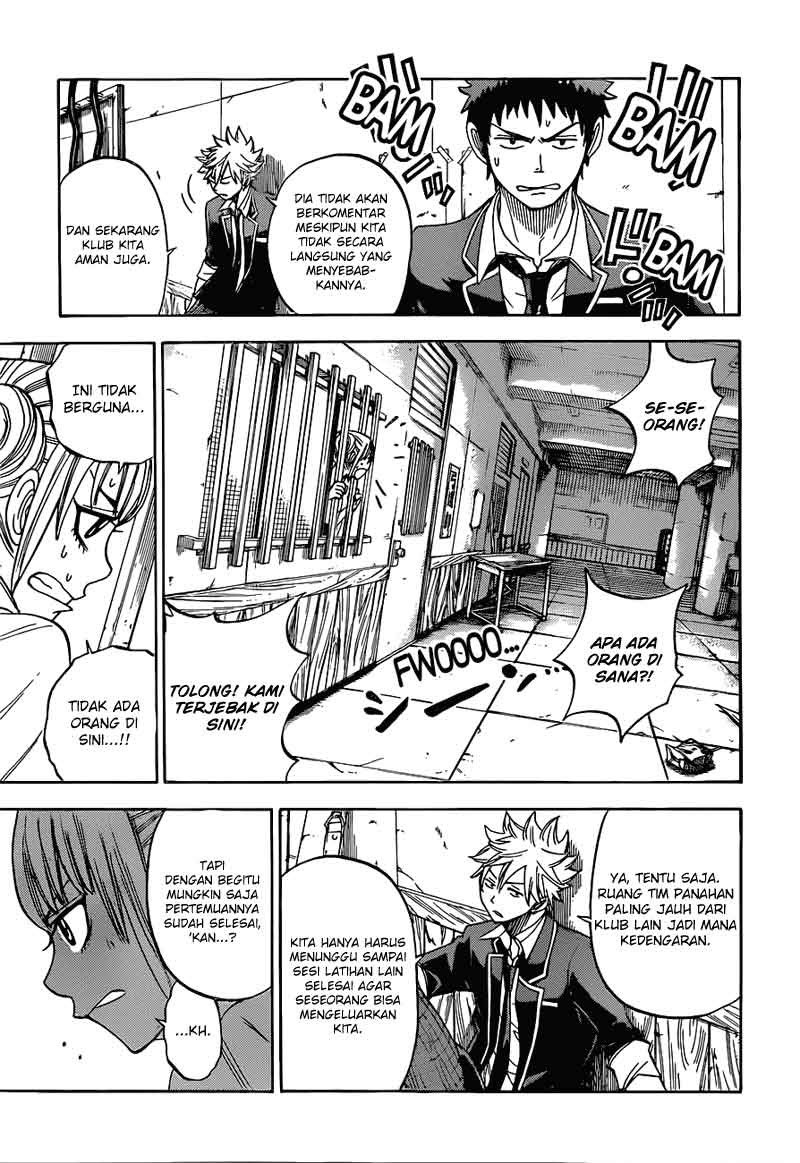 BAM
BAM
BAM
DIA TIDAK AKAN
BERKOMENTAR
MESKIPUN KITA
TIDAK SECARA
LANGSUNG YANG
MENYEBAB-
KANNYA.
DAN SEKARANG
KLUB KITA
AMAN JUGA.
SE-SE-
ORANG!
APA ADA
ORANG DI
SANA?!
TOLONG! KAMI
TERJEBAK DI
SINI!
FWOOOO...
INI TIDAK
BERGUNA...
TIDAK ADA
ORANG DI
SINI...!!
YA, TENTU SAJA.
RUANG TIM PANAHAN
PALING JAUH DARI
KLUB LAIN JADI MANA
KEDENGARAN.
KITA HANYA HARUS
MENUNGGU SAMPAI
SESI LATIHAN LAIN
SELESAI AGAR
SESEORANG BISA
MENGELUARKAN
KITA.
TAPI
DENGAN BEGITU
MUNGKIN SAJA
PERTEMUANNYA
SUDAH SELESAI,
'KAN...?
...KH.